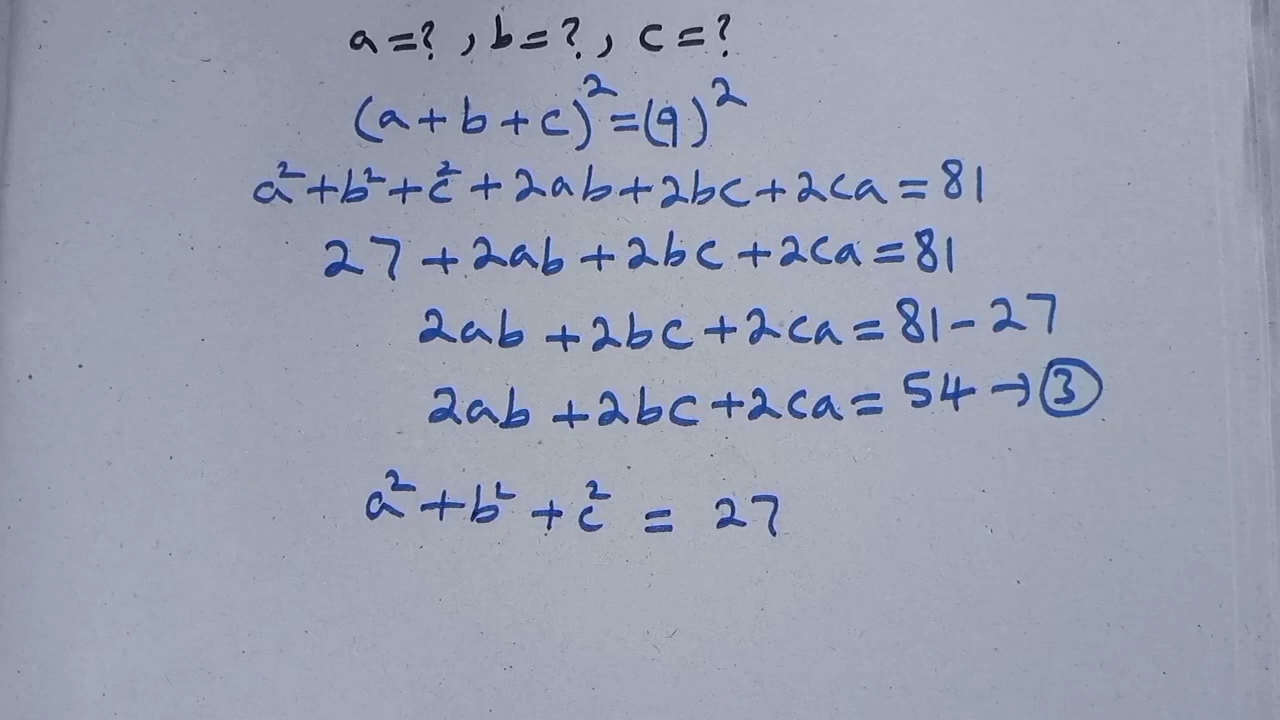 a=?, b=?, c=?
(a+b+c)²=(9)²
a²+b²+c²+2ab+2bc+2ca=81
27+2ab+2bc+2ca=81
2ab+2bc+2ca=81-27
2ab+2bc+2ca=54→③
a²+b²+c²=27